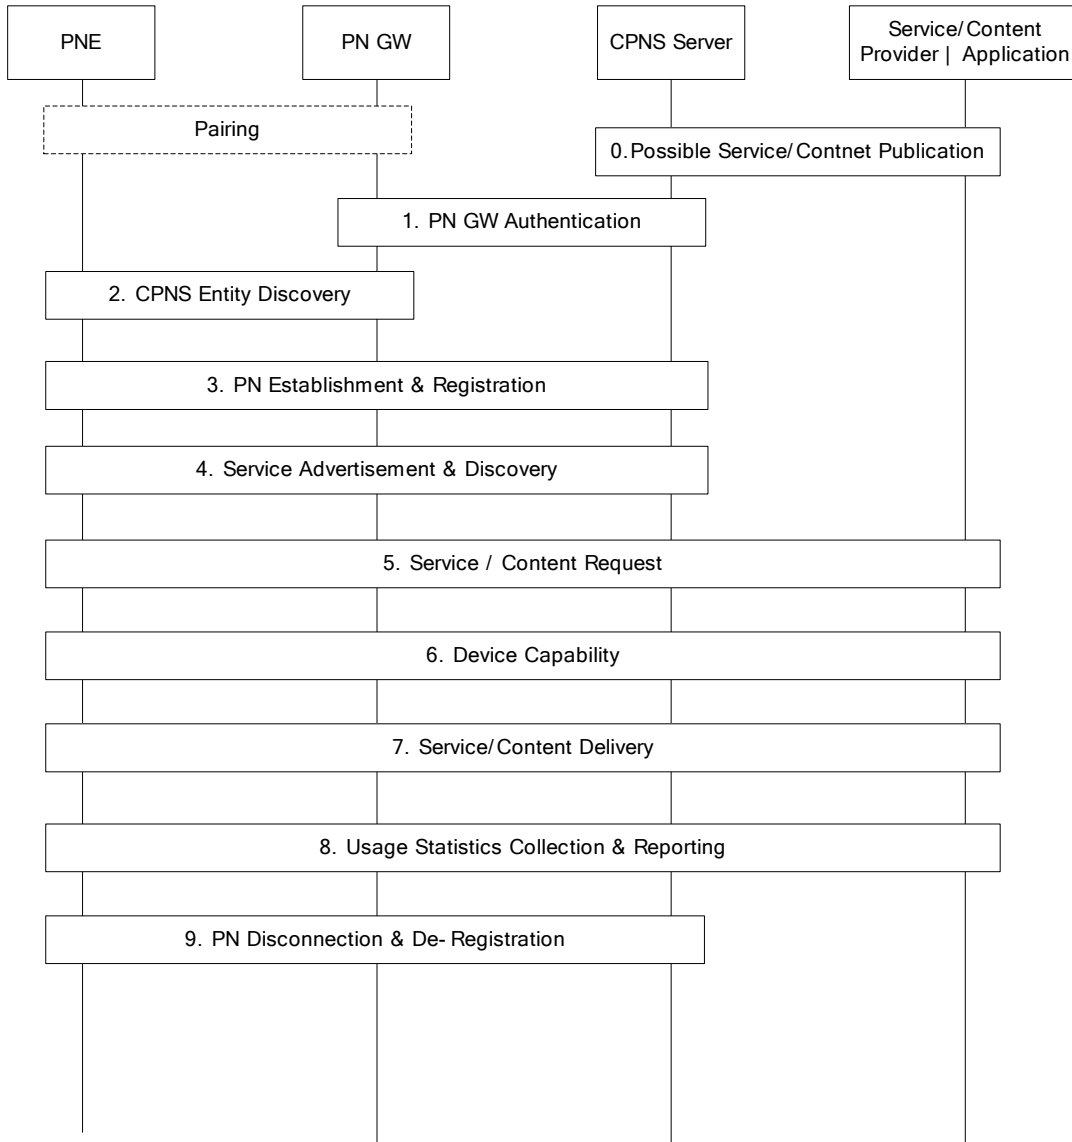 PNE
PN GW
CPNS Server
Service/Content
Provider | Application
Pairing
0.Possible Service/Contnet Publication
1. PN GW Authentication
2. CPNS Entity Discovery
3. PN Establishment & Registration
4. Service Advertisement & Discovery
5. Service / Content Request
6. Device Capability
7. Service/Content Delivery
8. Usage Statistics Collection & Reporting
9. PN Disconnection & De-Registration